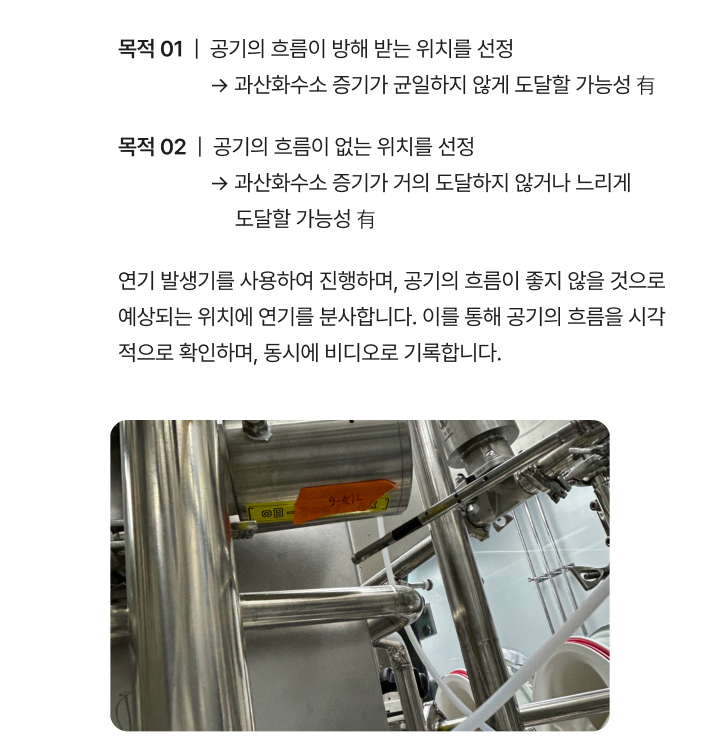 목적 01 | 공기의 흐름이 방해 받는 위치를 선정
→ 과산화수소 증기가 균일하지 않게 도달할 가능성 有
목적 02 | 공기의 흐름이 없는 위치를 선정
→ 과산화수소 증기가 거의 도달하지 않거나 느리게
도달할 가능성 有
연기 발생기를 사용하여 진행하며, 공기의 흐름이 좋지 않을 것으로
예상되는 위치에 연기를 분사합니다. 이를 통해 공기의 흐름을 시각
적으로 확인하며, 동시에 비디오로 기록합니다.